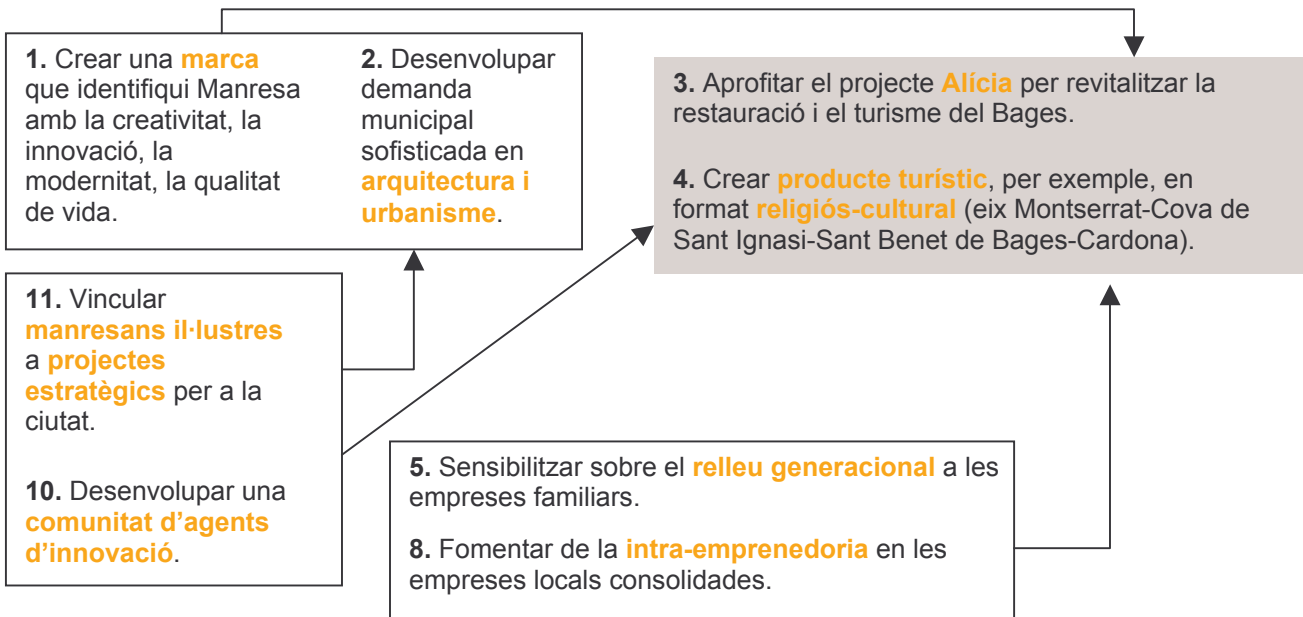 1. Crear una marca
que identifiqui Manresa
amb la creativitat, la
innovació, la
modernitat, la qualitat
de vida.
2. Desenvolupar
demanda
municipal
sofisticada en
arquitectura i
urbanisme.
3. Aprofitar el projecte Alícia per revitalitzar la
restauració i el turisme del Bages.
4. Crear producte turístic, per exemple, en
format religiós-cultural (eix Montserrat-Cova de
Sant Ignasi-Sant Benet de Bages-Cardona).
11. Vincular
manresans il·lustres
a projectes
estratègics per a la
ciutat.
10. Desenvolupar una
comunitat d’agents
d’innovació.
5. Sensibilitzar sobre el relleu generacional a les
empreses familiars.
8. Fomentar de la intra-emprenedoria en les
empreses locals consolidades.